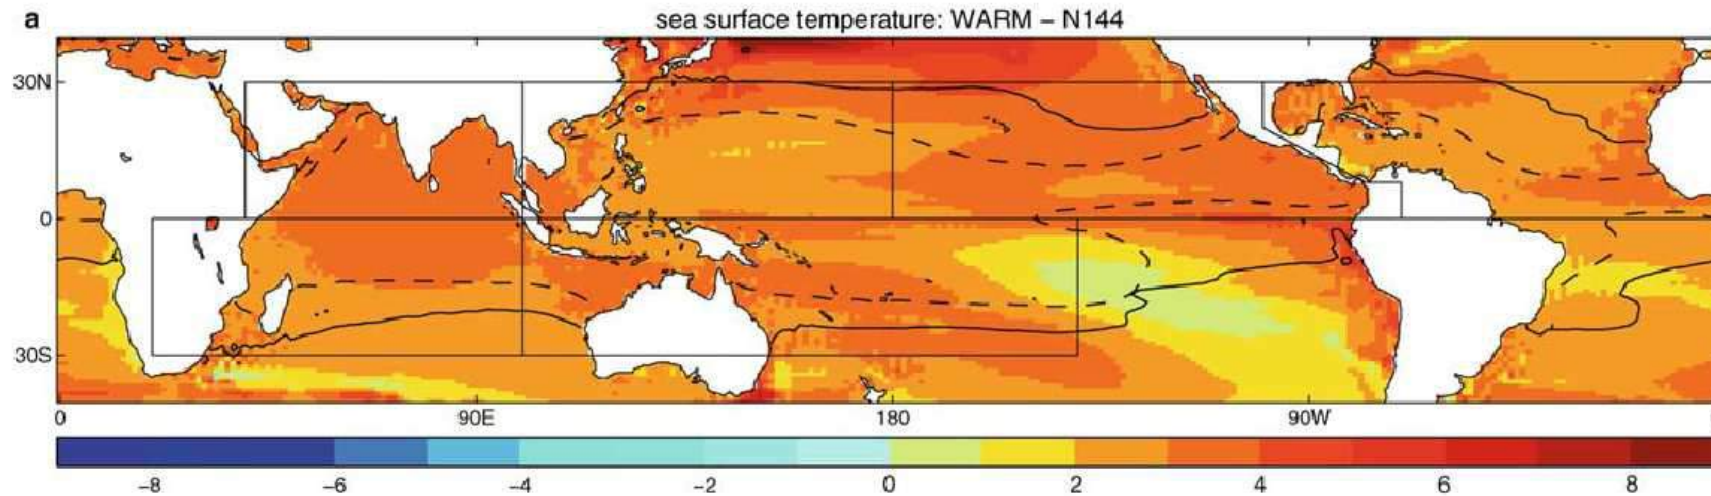 a
sea surface temperature: WARM – N144
30N
0
30S
0 90E 180 90W
−8 −6 −4 −2 0 2 4 6 8